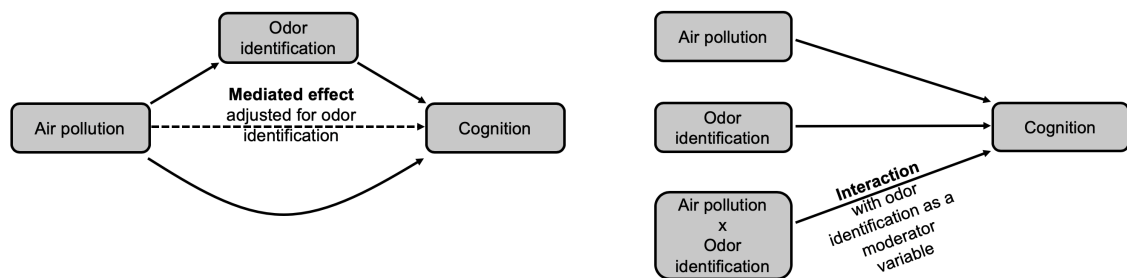 Odor
identification
Air pollution
Mediated effect
adjusted for odor
identification
Cognition
Air pollution
Odor
identification
Air pollution
x
Odor
identification
Interaction
with odor
identification as a
moderator
variable
Cognition